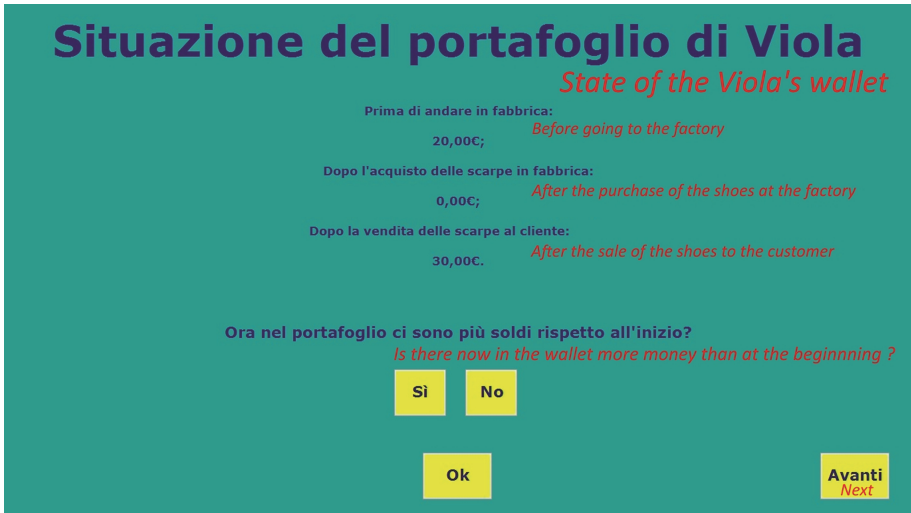 Situazione del portafoglio di Viola
State of the Viola's wallet
Prima di andare in fabbrica:
Before going to the factory
20,00€;
Dopo l'acquisto delle scarpe in fabbrica:
After the purchase of the shoes at the factory
0,00€;
Dopo la vendita delle scarpe al cliente:
After the sale of the shoes to the customer
30,00€.
Ora nel portafoglio ci sono più soldi rispetto all'inizio?
Is there now in the wallet more money than at the beginnning ?
Sì No
Ok
Avanti
Next